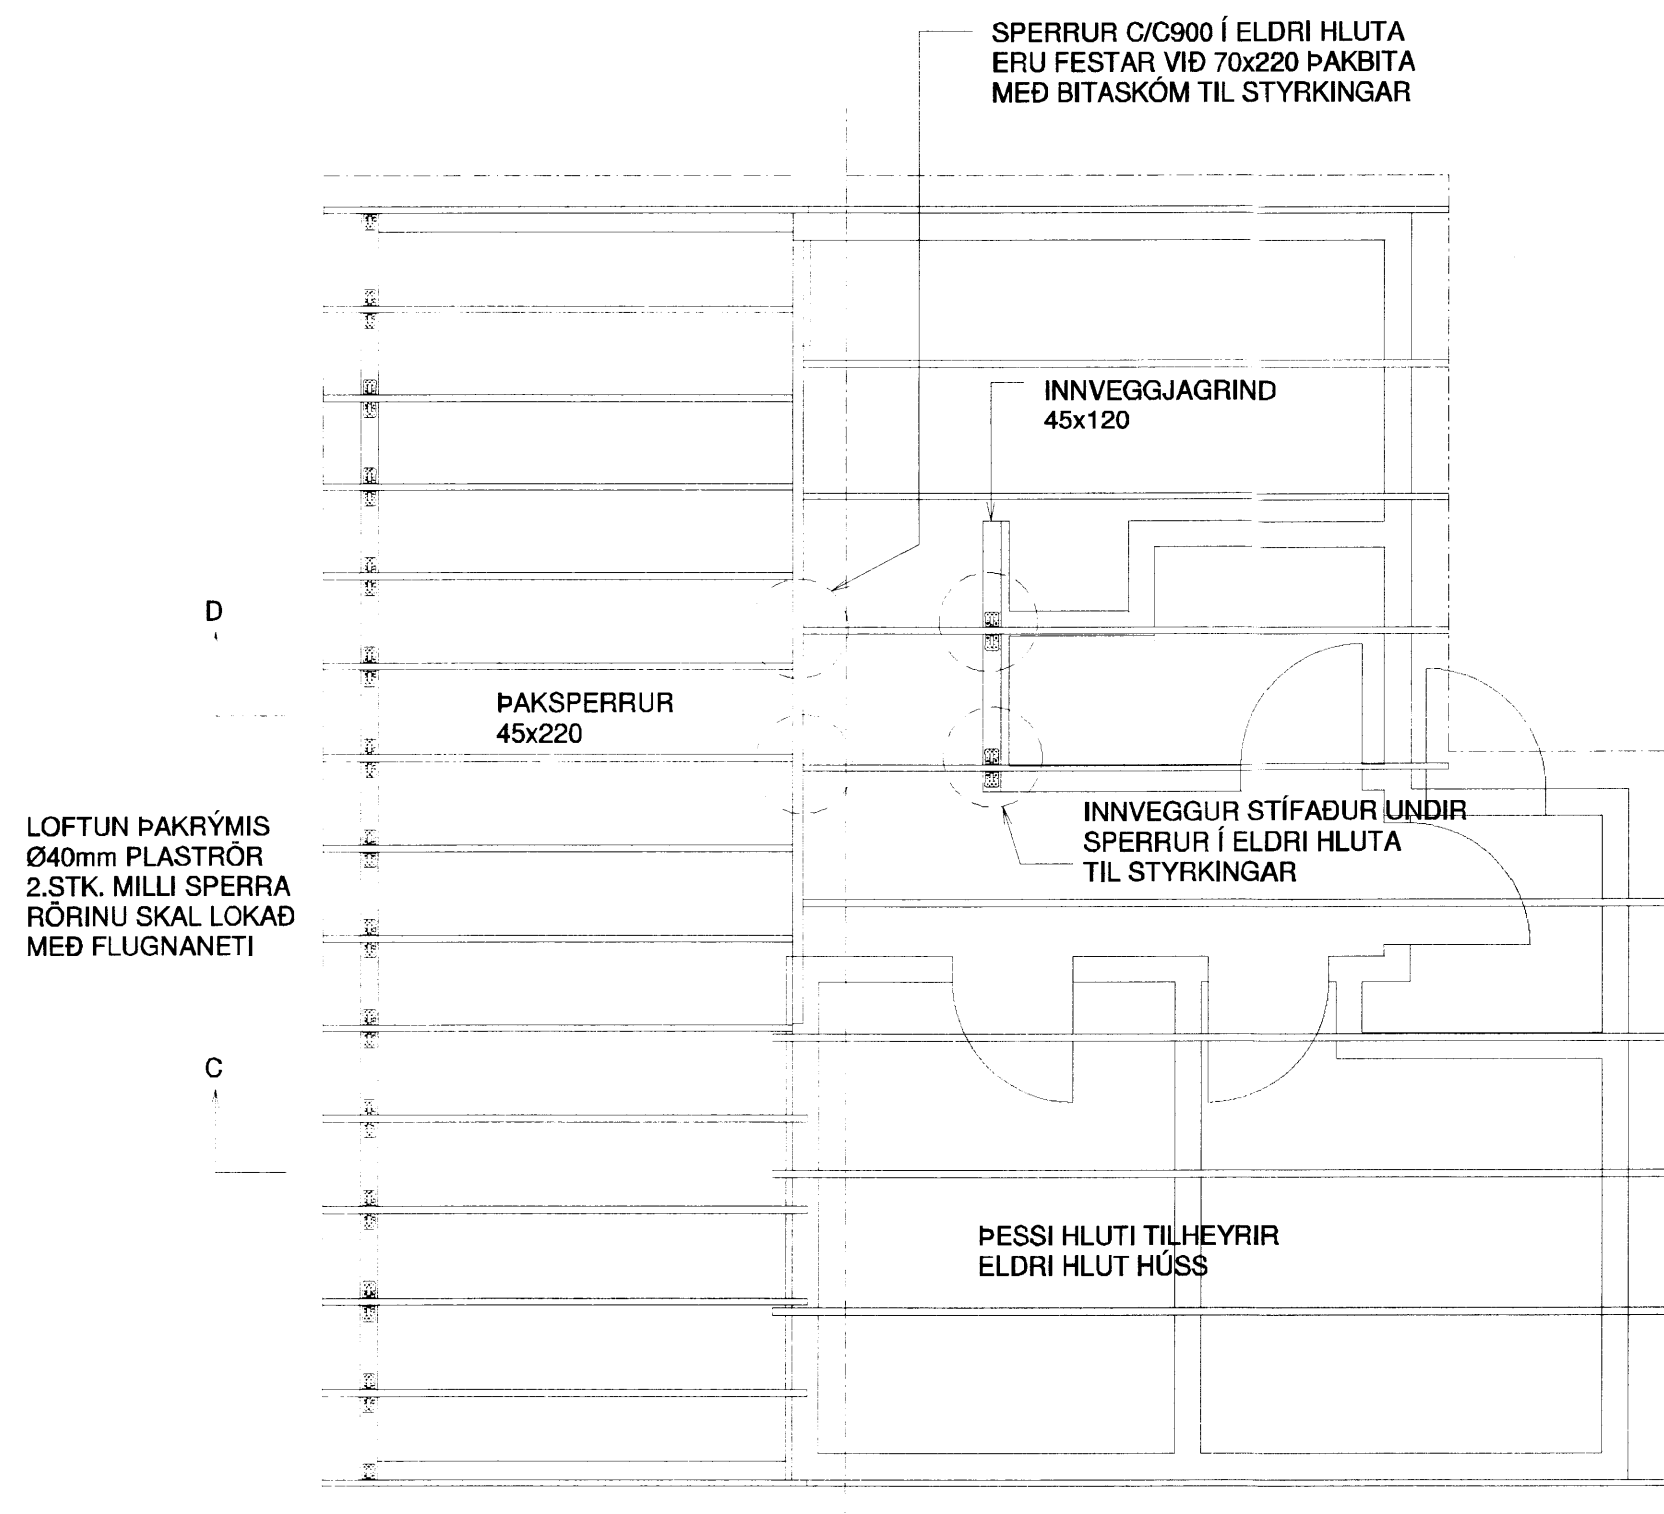 SPERRUR C/C900 Í ELDRI HLUTA
ERU FESTAR VIÐ 70x220 ÞAKBITA
MEÐ BITASKÓM TIL STYRKINGAR
INNVEGGJAGRIND
45x120
D
ÞAKSPERRUR
45x220
LOFTUN ÞAKRÝMIS
Ø40mm PLASTRÖR
2.STK. MILLI SPERRA
RÖRINU SKAL LOKAÐ
MEÐ FLUGNANETI
INNVEGGUR STÍFAÐUR UNDIR
SPERRUR Í ELDRI HLUTA
TIL STYRKINGAR
C
ÞESSI HLUTI TILHEYRIR
ELDRI HLUT HÚSS